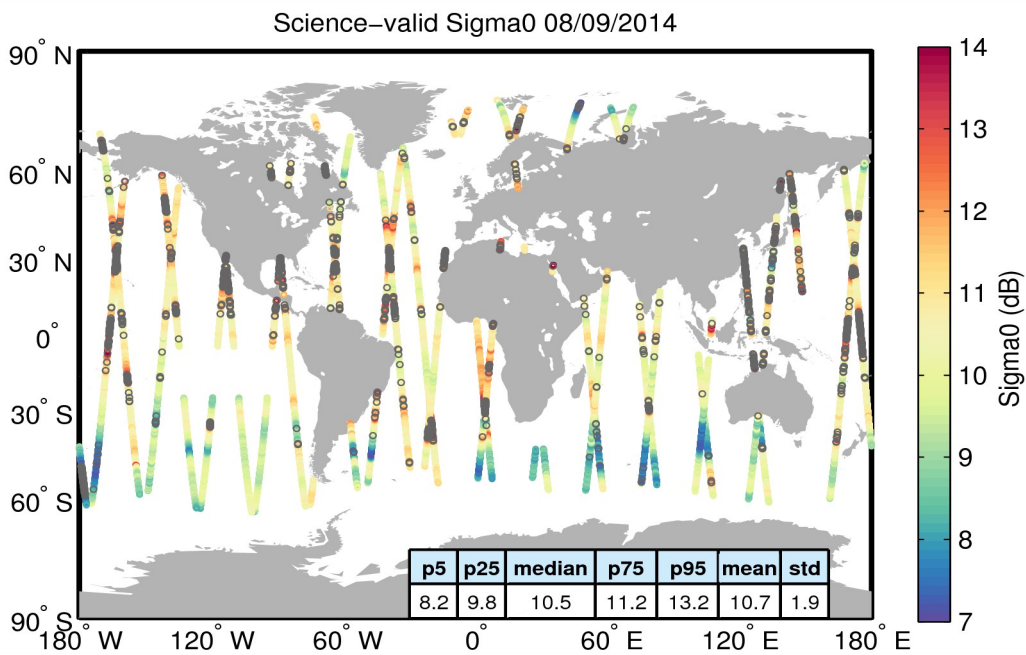 Science−valid Sigma0 08/09/2014
90° N
60° N
30° N
0°
30° S
60° S
90° S
180° W
120° W
60° W
0°
60° E
120° E
180° E
14
13
12
11
10
9
8
7
Sigma0 (dB)
p5 p25 median p75 p95 mean std
8.2 9.8 10.5 11.2 13.2 10.7 1.9